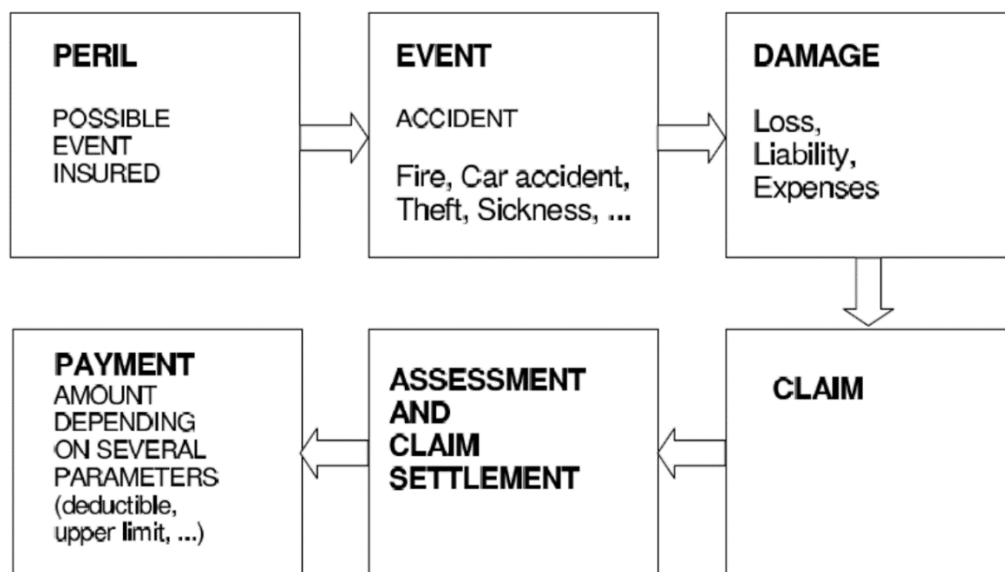 PERIL
POSSIBLE
EVENT
INSURED
EVENT
ACCIDENT
Fire, Car accident,
Theft, Sickness, ...
DAMAGE
Loss,
Liability,
Expenses
CLAIM
ASSESSMENT
AND
CLAIM
SETTLEMENT
PAYMENT
AMOUNT
DEPENDING
ON SEVERAL
PARAMETERS
(deductible,
upper limit, ...)